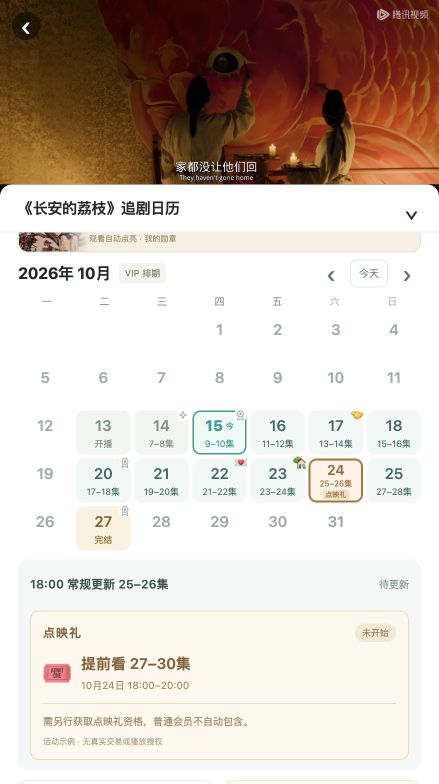 腾讯视频
家都没让他们回
They haven't gone home
《长安的荔枝》追剧日历
观看自动点亮 · 我的勋章
2026年 10月 VIP 排期 今天
一 二 三 四 五 六 日
1 2 3 4
5 6 7 8 9 10 11
12 13 14 15 今 16 17 18
开播 7–8集 9–10集 11–12集 13–14集 15–16集
19 20 21 22 23 24 25
17–18集 19–20集 21–22集 23–24集 25–26集 27–28集
点映礼
26 27 28 29 30 31
完结
18:00 常规更新 25–26集 待更新
点映礼 未开始
ADMIT ONE
提前看 27–30集
10月24日 18:00–20:00
需另行获取点映礼资格，普通会员不自动包含。
活动示例 · 无真实交易或播放授权